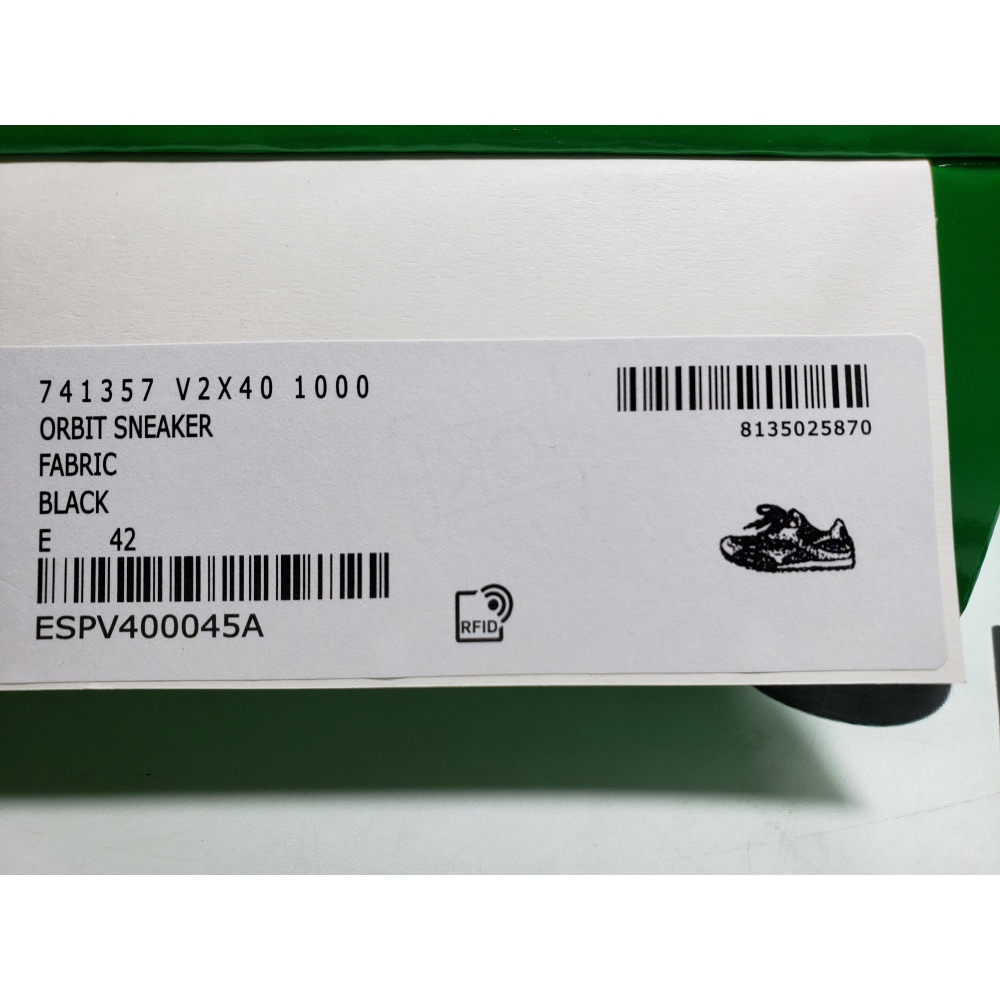 741357 V2X40 1000
ORBIT SNEAKER
FABRIC
BLACK
E 42
ESPV400045A
8135025870
RFID